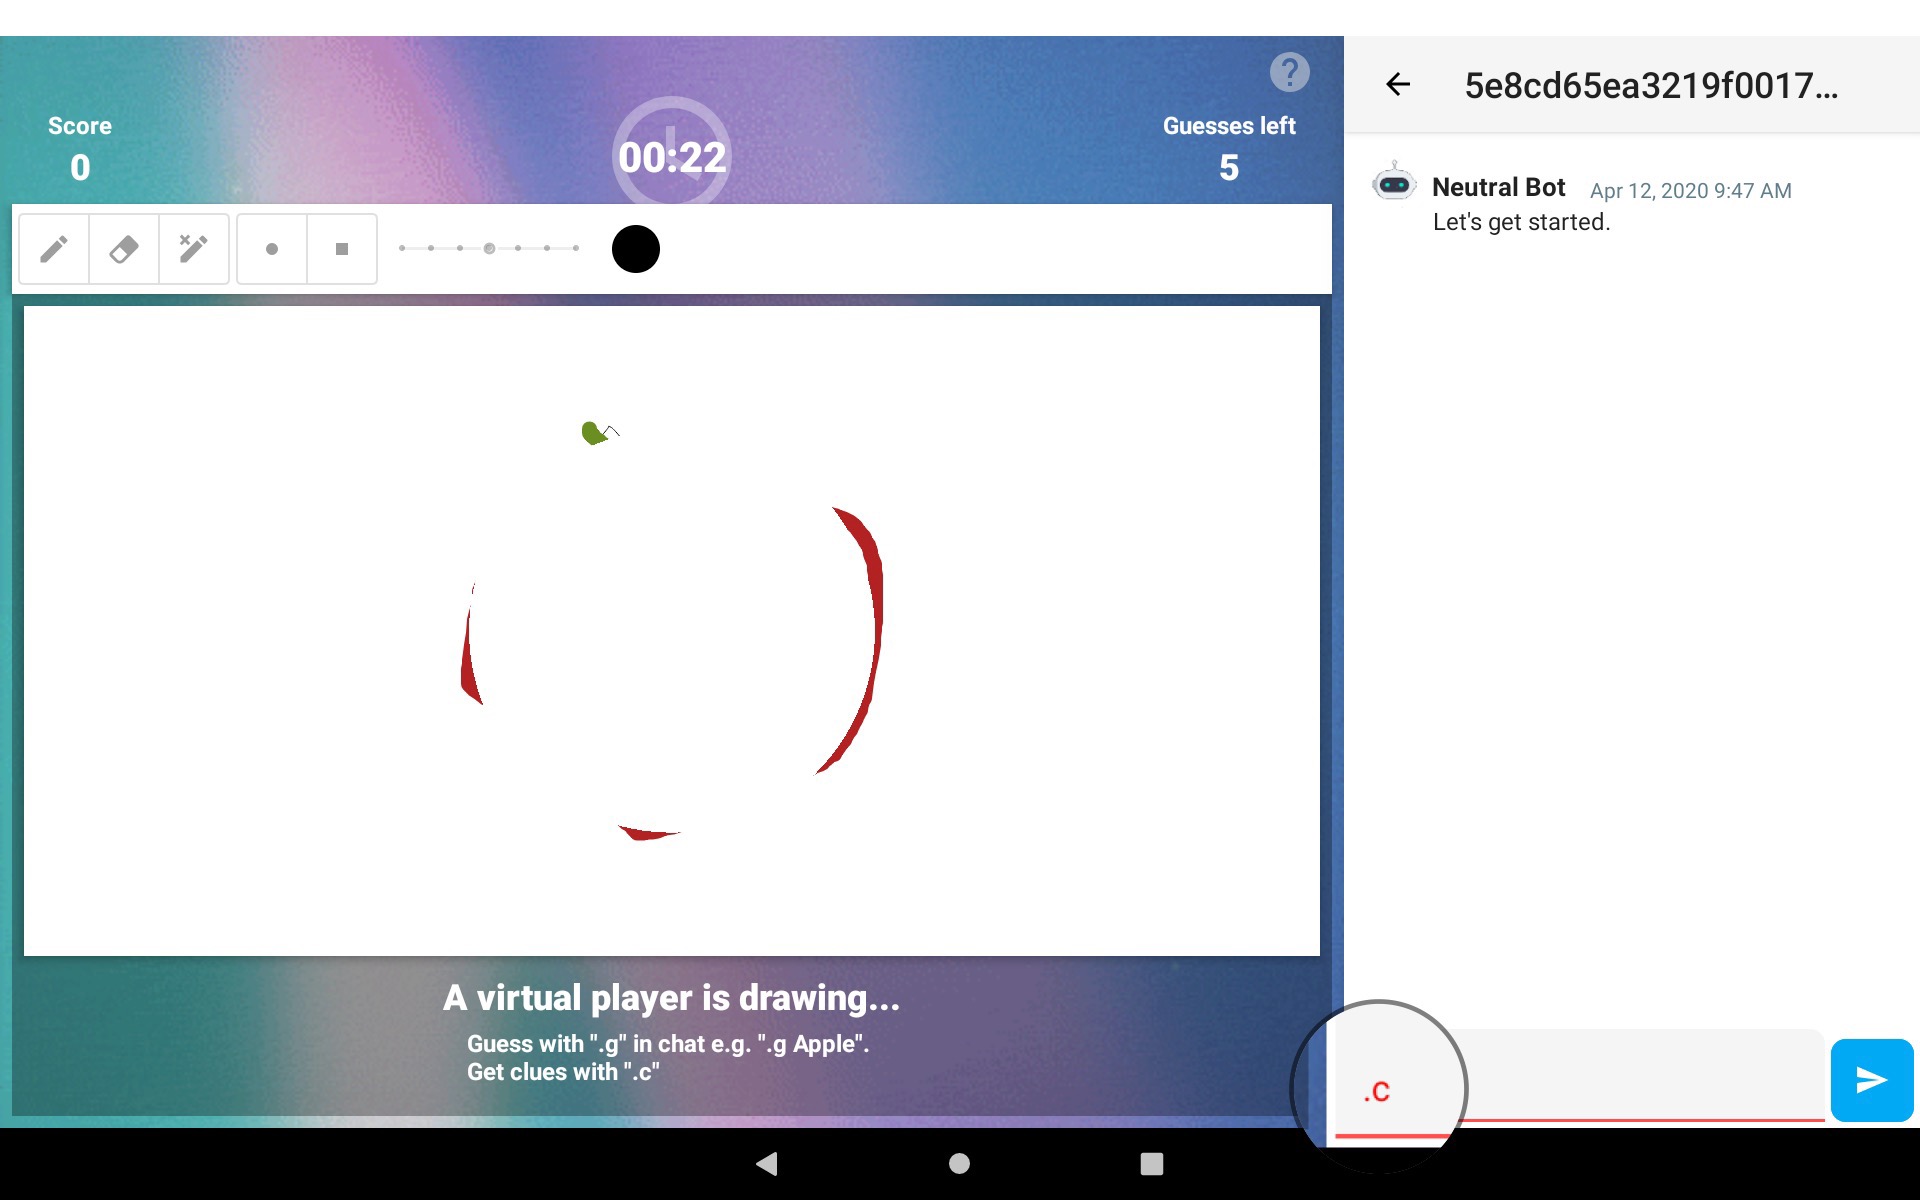 Score
0
00:22
Guesses left
5
?
A virtual player is drawing...
Guess with ".g" in chat e.g. ".g Apple".
Get clues with ".c"
5e8cd65ea3219f0017...
Neutral Bot Apr 12, 2020 9:47 AM
Let's get started.
.c